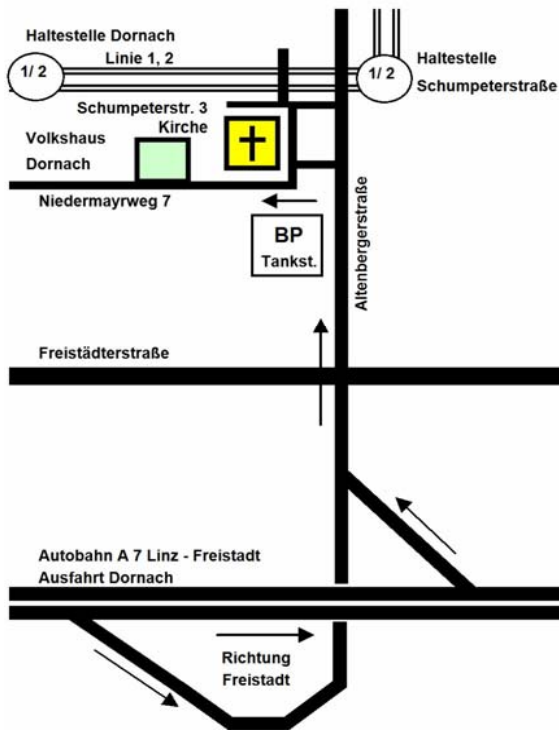 Haltestelle Dornach
Linie 1, 2
1/ 2
1/ 2
Haltestelle
Schumpeterstraße
Schumpeterstr. 3
Kirche
Volkshaus
Dornach
Niedermayrweg 7
BP
Tankst.
Altenbergerstraße
Freistädterstraße
Autobahn A 7 Linz - Freistadt
Ausfahrt Dornach
Richtung
Freistadt